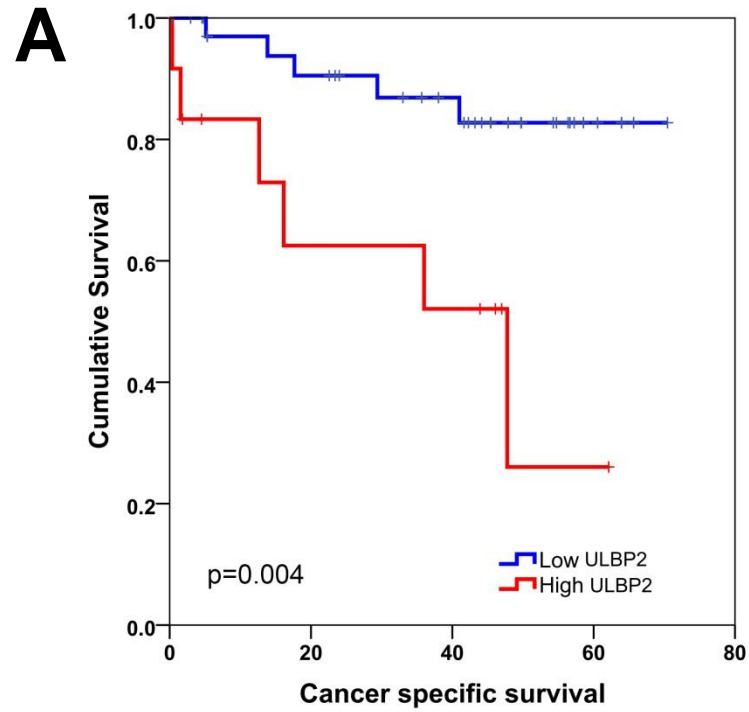 A
Cumulative Survival
1.0
0.8
0.6
0.4
0.2
0.0
p=0.004
Low ULBP2
High ULBP2
0 20 40 60 80
Cancer specific survival